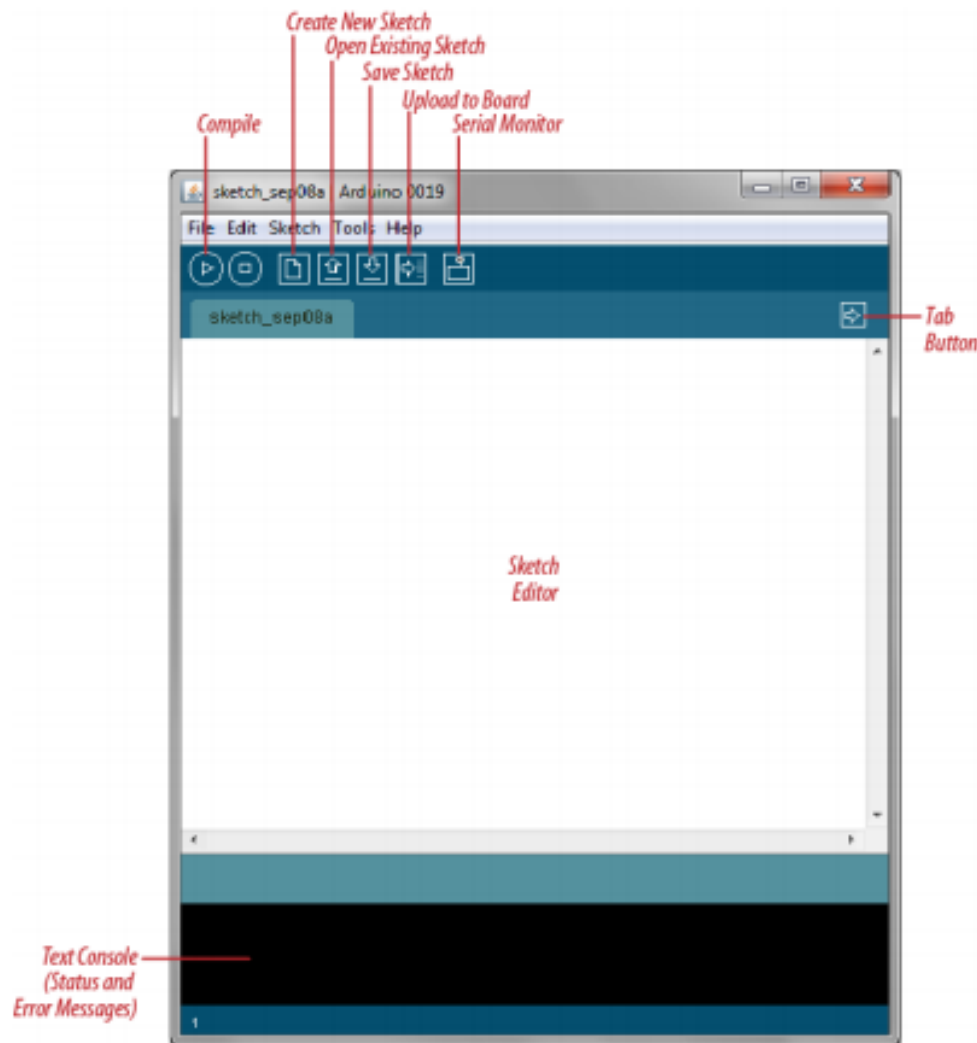 Create New Sketch
Open Existing Sketch
Save Sketch
Upload to Board
Compile
Serial Monitor
sketch_sep08a Arduino 0019
File Edit Sketch Tools Help
sketch_sep08a
Tab
Button
Sketch
Editor
Text Console
(Status and
Error Messages)
1